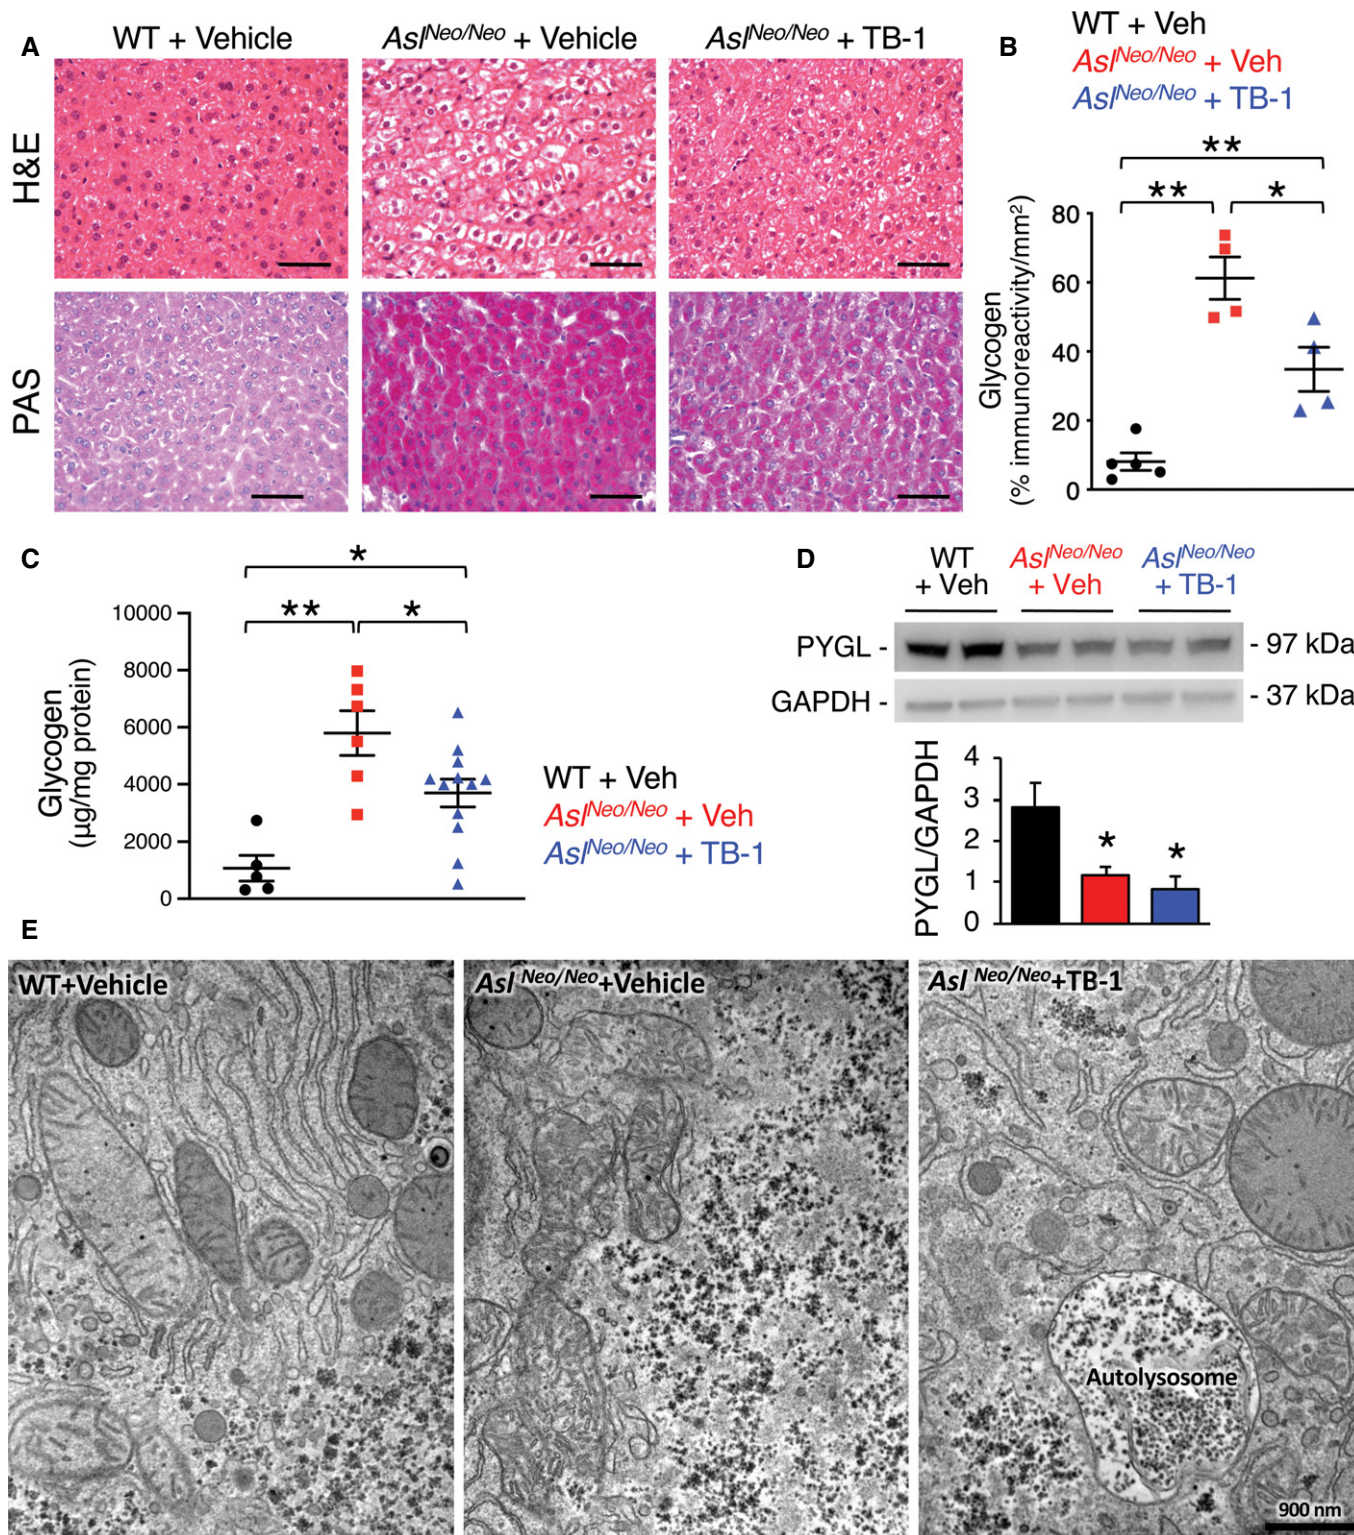 A
WT + Vehicle
Asl^Neo/Neo + Vehicle
Asl^Neo/Neo + TB-1
H&E
PAS
B
WT + Veh
Asl^Neo/Neo + Veh
Asl^Neo/Neo + TB-1
**
**
*
Glycogen
(% immunoreactivity/mm²)
80
60
40
20
0
C
*
**
*
Glycogen
(µg/mg protein)
10000
8000
6000
4000
2000
0
WT + Veh
Asl^Neo/Neo + Veh
Asl^Neo/Neo + TB-1
D
WT
+ Veh
Asl^Neo/Neo
+ Veh
Asl^Neo/Neo
+ TB-1
PYGL -
- 97 kDa
GAPDH -
- 37 kDa
PYGL/GAPDH
4
3
2
1
0
*
*
E
WT+Vehicle
Asl Neo/Neo+Vehicle
Asl Neo/Neo+TB-1
Autolysosome
900 nm